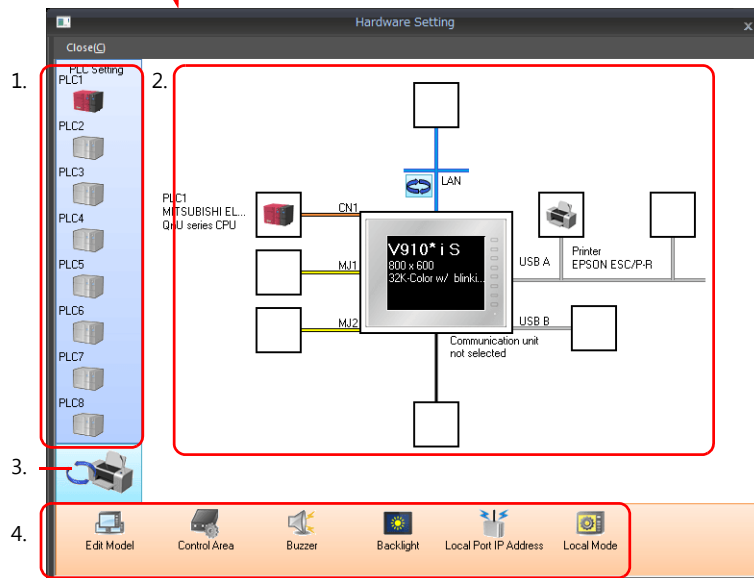 Hardware Setting
x
Close(C)
1.
PLC Setting
PLC1
PLC2
PLC3
PLC4
PLC5
PLC6
PLC7
PLC8
2.
LAN
PLC1
MITSUBISHI EL...
QnU series CPU
CN1
MJ1
MJ2
V910*i S
800 x 600
32K-Color w/ blinki...
USB A
Printer
EPSON ESC/P-R
USB B
Communication unit
not selected
3.
4.
Edit Model
Control Area
Buzzer
Backlight
Local Port IP Address
Local Mode